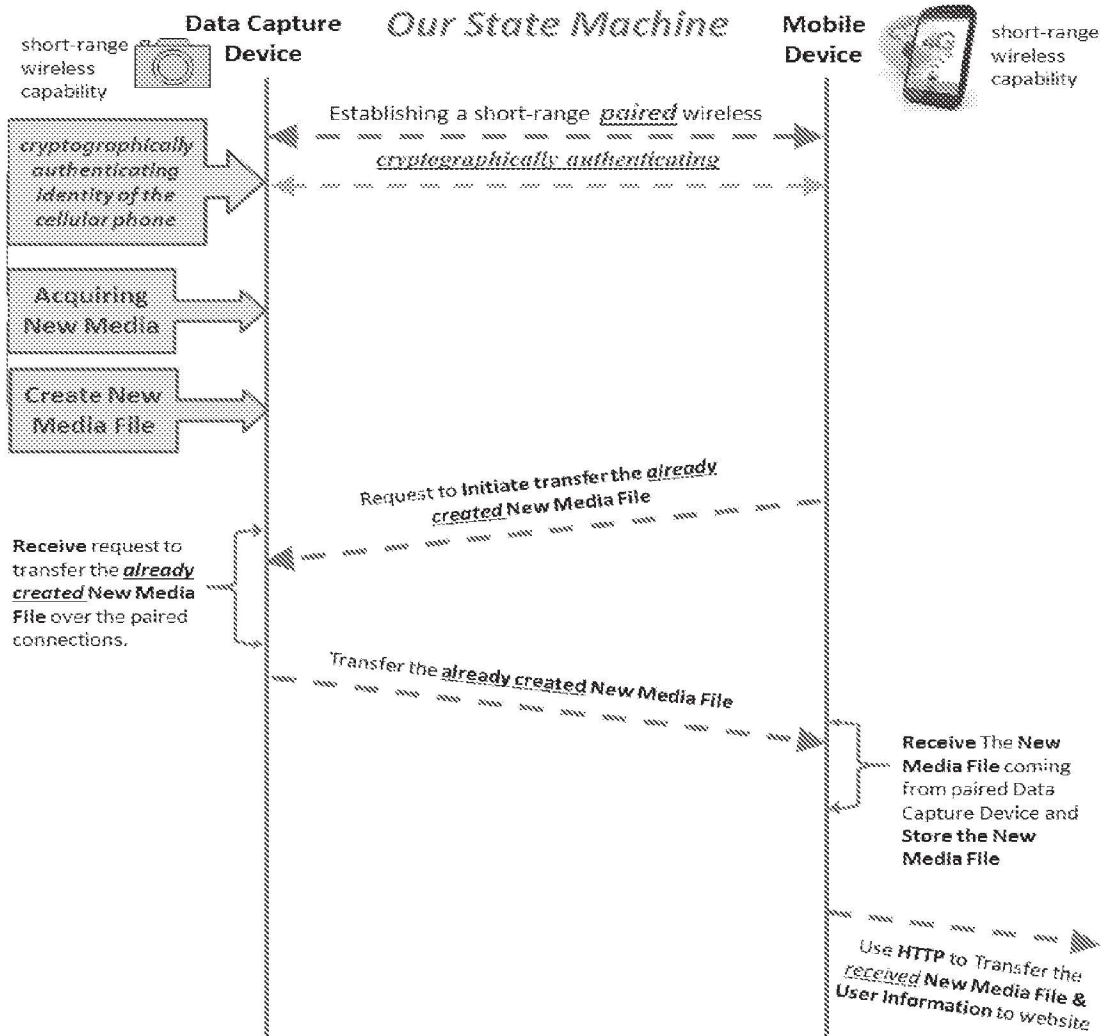 Our State Machine
Data Capture
Device
Mobile
Device
short-range
wireless
capability
short-range
wireless
capability
Establishing a short-range paired wireless
cryptographically authenticating
cryptographically
authenticating
identity of the
cellular phone
Acquiring
New Media
Create New
Media File
Request to Initiate transfer the already
created New Media File
Receive request to
transfer the already
created New Media
File over the paired
connections.
Transfer the already created New Media File
Receive The New
Media File coming
from paired Data
Capture Device and
Store the New
Media File
Use HTTP to Transfer the
received New Media File &
User Information to website